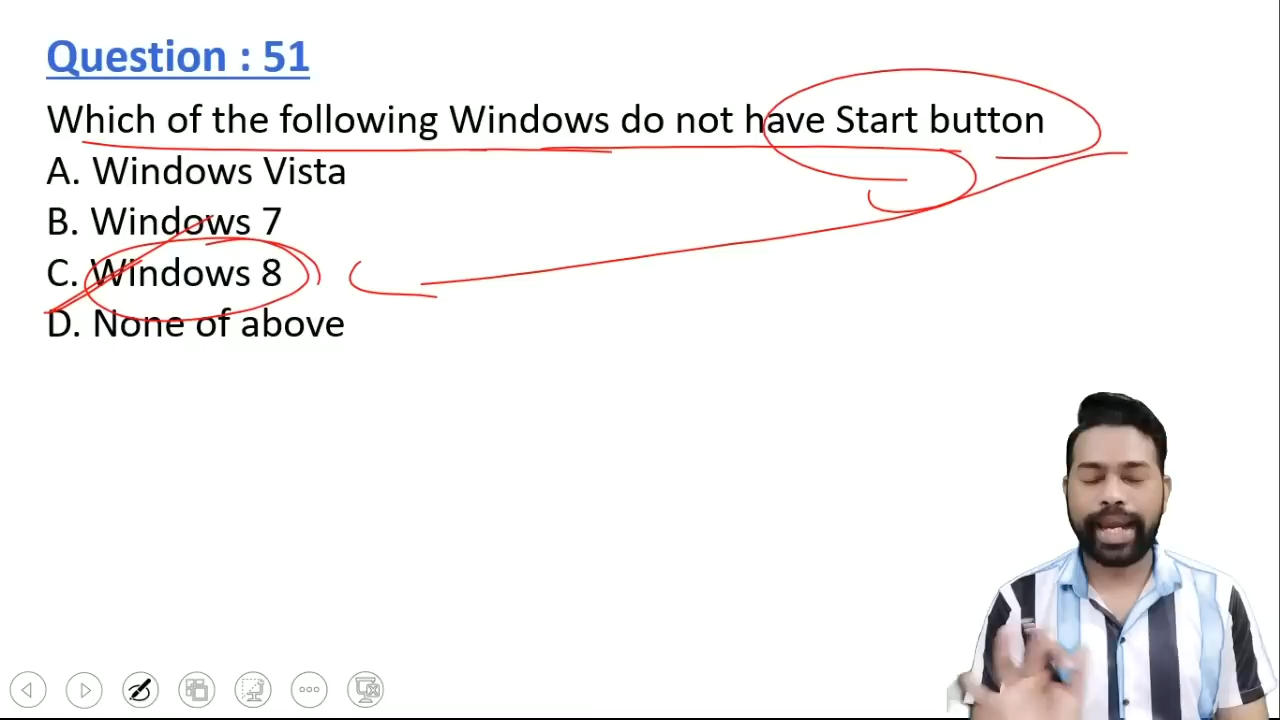 Question : 51
Which of the following Windows do not have Start button
A. Windows Vista
B. Windows 7
C. Windows 8
D. None of above